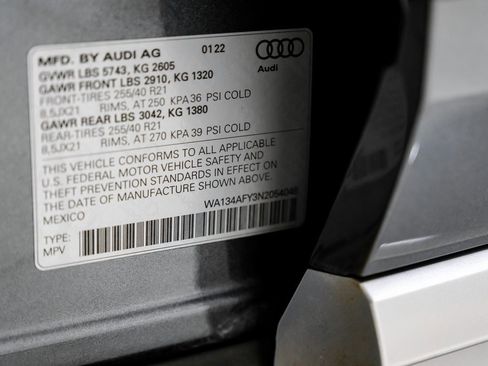 MFD. BY AUDI AG 01 22
GVWR LBS 5743, KG 2605
GAWR FRONT LBS 2910, KG 1320
FRONT-TIRES 255/40 R21
8.5JX21 RIMS, AT 250 KPA 36 PSI COLD
GAWR REAR LBS 3042, KG 1380
REAR-TIRES 255/40 R21
8.5JX21 RIMS, AT 270 KPA 39 PSI COLD
Audi
THIS VEHICLE CONFORMS TO ALL APPLICABLE
U.S. FEDERAL MOTOR VEHICLE SAFETY AND
THEFT PREVENTION STANDARDS IN EFFECT ON
THE DATE OF MANUFACTURE SHOWN ABOVE.
MEXICO
WA134AFY3N2054048
TYPE:
MPV